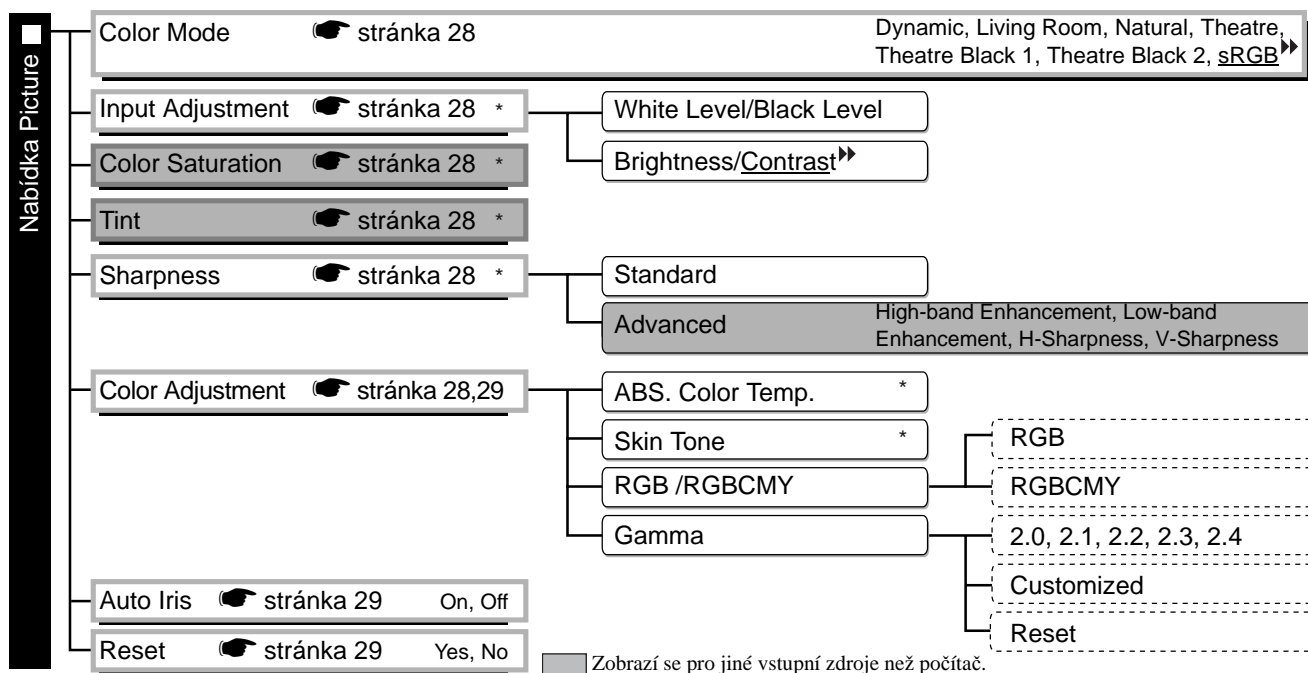 Nabídka Picture
Color Mode ☛ stránka 28
Dynamic, Living Room, Natural, Theatre,
Theatre Black 1, Theatre Black 2, sRGB
Input Adjustment ☛ stránka 28 *
White Level/Black Level
Brightness/Contrast
Color Saturation ☛ stránka 28 *
Tint ☛ stránka 28 *
Sharpness ☛ stránka 28 *
Standard
Advanced
High-band Enhancement, Low-band
Enhancement, H-Sharpness, V-Sharpness
Color Adjustment ☛ stránka 28,29
ABS. Color Temp. *
Skin Tone *
RGB /RGBCMY
RGB
RGBCMY
Gamma
2.0, 2.1, 2.2, 2.3, 2.4
Customized
Reset
Auto Iris ☛ stránka 29 On, Off
Reset ☛ stránka 29 Yes, No
Zobrazí se pro jiné vstupní zdroje než počítač.